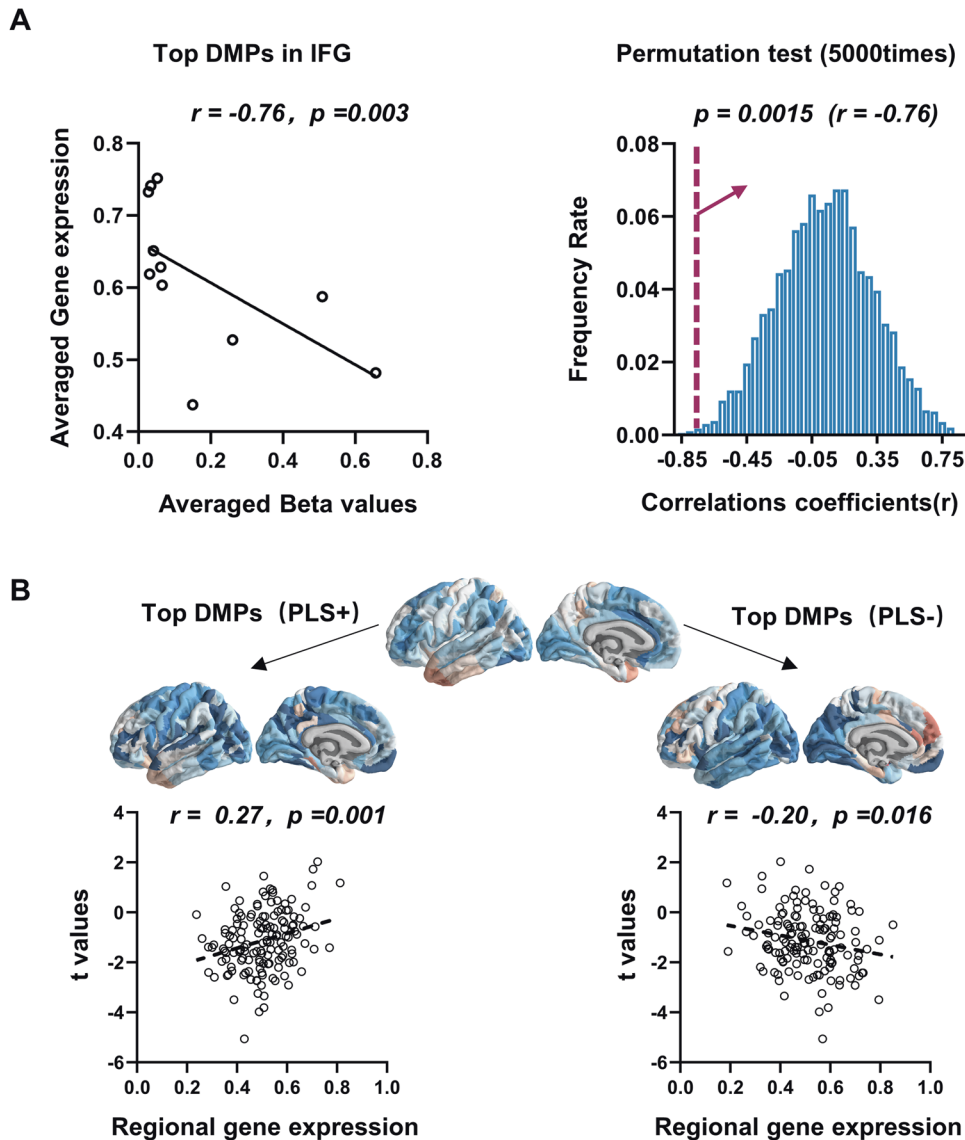 A
Top DMPs in IFG
Permutation test (5000times)
r = -0.76, p =0.003
p = 0.0015 (r = -0.76)
Averaged Gene expression
0.8
0.7
0.6
0.5
0.4
0.0 0.2 0.4 0.6 0.8
Averaged Beta values
Frequency Rate
0.08
0.06
0.04
0.02
0.00
-0.85 -0.45 -0.05 0.35 0.75
Correlations coefficients(r)
B
Top DMPs (PLS+)
Top DMPs (PLS-)
r = 0.27, p =0.001
r = -0.20, p =0.016
t values
4
2
0
-2
-4
-6
0.0 0.2 0.4 0.6 0.8 1.0
Regional gene expression
t values
4
2
0
-2
-4
-6
0.0 0.2 0.4 0.6 0.8 1.0
Regional gene expression